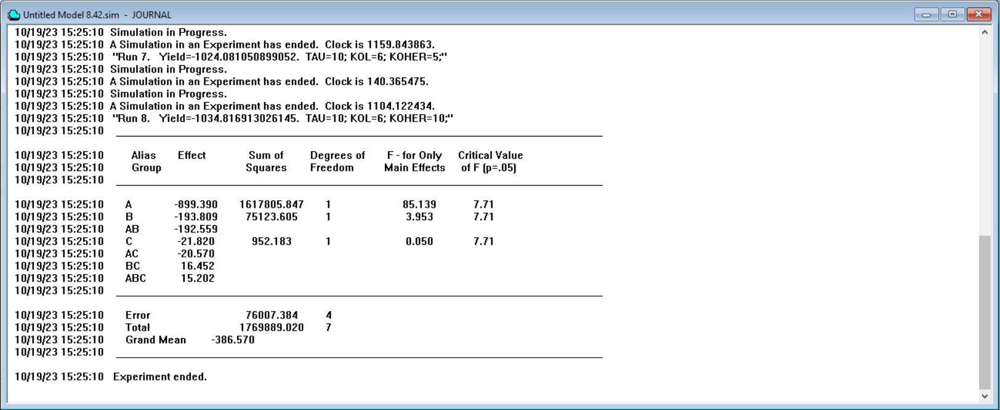 Untitled Model 8.42.sim - JOURNAL
10/19/23 15:25:10 Simulation in Progress.
10/19/23 15:25:10 A Simulation in an Experiment has ended. Clock is 1159.843863.
10/19/23 15:25:10 "Run 7. Yield=-1024.081050899052. TAU=10; KOL=6; KOHER=5;"
10/19/23 15:25:10 Simulation in Progress.
10/19/23 15:25:10 A Simulation in an Experiment has ended. Clock is 140.365475.
10/19/23 15:25:10 Simulation in Progress.
10/19/23 15:25:10 A Simulation in an Experiment has ended. Clock is 1104.122434.
10/19/23 15:25:10 "Run 8. Yield=-1034.816913026145. TAU=10; KOL=6; KOHER=10;"
10/19/23 15:25:10
10/19/23 15:25:10 Alias Effect Sum of Degrees of F - for Only Critical Value
10/19/23 15:25:10 Group Squares Freedom Main Effects of F (p=.05)
10/19/23 15:25:10
10/19/23 15:25:10 A -899.390 1617805.847 1 85.139 7.71
10/19/23 15:25:10 B -193.809 75123.605 1 3.953 7.71
10/19/23 15:25:10 AB -192.559
10/19/23 15:25:10 C -21.820 952.183 1 0.050 7.71
10/19/23 15:25:10 AC -20.570
10/19/23 15:25:10 BC 16.452
10/19/23 15:25:10 ABC 15.202
10/19/23 15:25:10
10/19/23 15:25:10 Error 76007.384 4
10/19/23 15:25:10 Total 1769889.020 7
10/19/23 15:25:10 Grand Mean -386.570
10/19/23 15:25:10
10/19/23 15:25:10 Experiment ended.